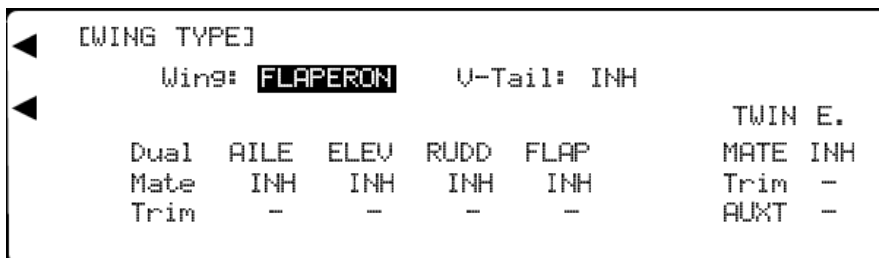 [WING TYPE]
Wing: FLAPERON V-Tail: INH
TWIN E.
Dual AILE ELEV RUDD FLAP MATE INH
Mate INH INH INH INH Trim –
Trim – – – – AUXT –